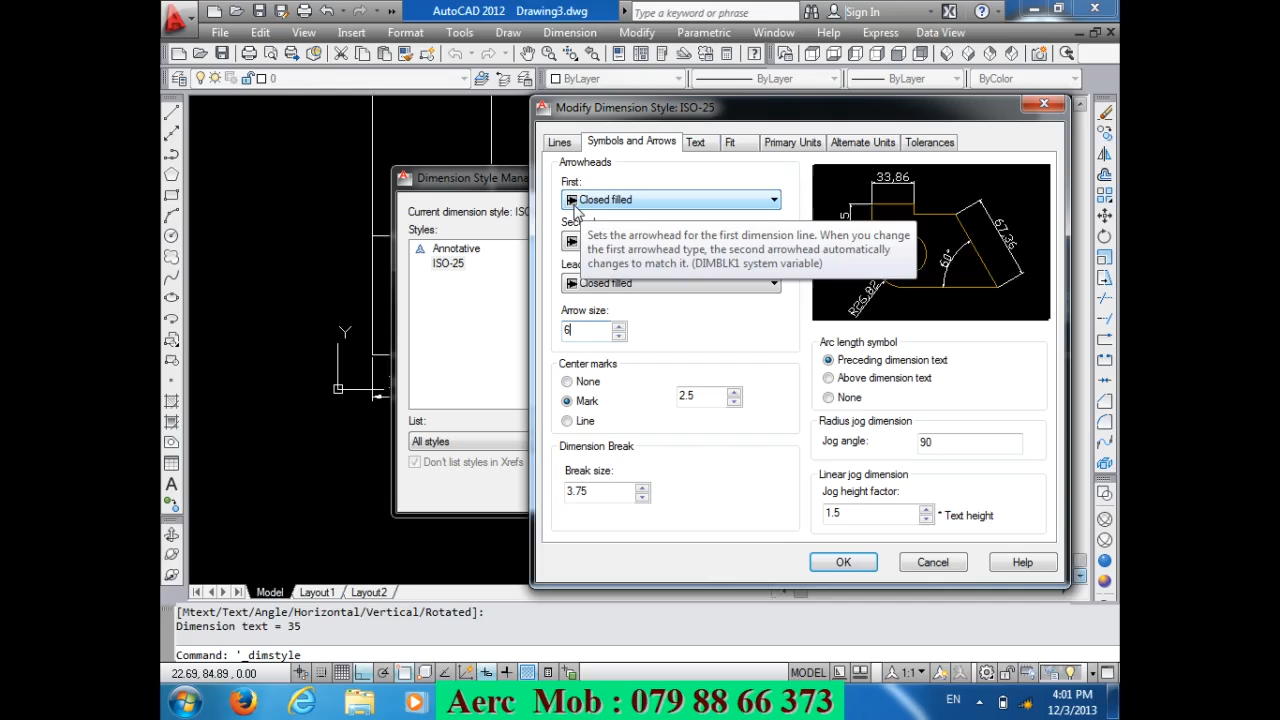 AutoCAD 2012 Drawing3.dwg
Type a keyword or phrase
Sign In
File Edit View Insert Format Tools Draw Dimension Modify Parametric Window Help Express Data View
0
ByLayer
ByLayer
ByLayer
ByColor
Modify Dimension Style: ISO-25
Lines
Symbols and Arrows
Text
Fit
Primary Units
Alternate Units
Tolerances
Dimension Style Mana
Current dimension style: ISO
Styles:
Annotative
ISO-25
List:
All styles
Don't list styles in Xrefs
Arrowheads
First:
Closed filled
Sets the arrowhead for the first dimension line. When you change
the first arrowhead type, the second arrowhead automatically
changes to match it. (DIMBLK1 system variable)
Closed filled
Arrow size:
6
Center marks
None
Mark
Line
2.5
Dimension Break
Break size:
3.75
33,86
67,36
60°
R26,82
Arc length symbol
Preceding dimension text
Above dimension text
None
Radius jog dimension
Jog angle:
90
Linear jog dimension
Jog height factor:
1.5
* Text height
OK
Cancel
Help
Y
Model
Layout1
Layout2
[Mtext/Text/Angle/Horizontal/Vertical/Rotated]:
Dimension text = 35
Command: '_dimstyle
22.69, 84.89 , 0.00
MODEL
1:1
Aerc Mob : 079 88 66 373
EN
4:01 PM
12/3/2013